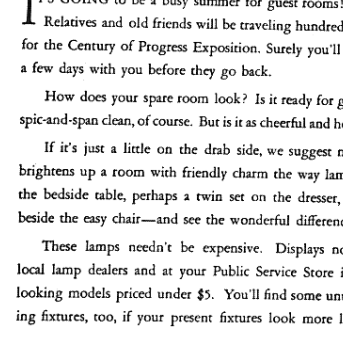 IT'S GOING to be a busy summer for guest rooms!
Relatives and old friends will be traveling hundred
for the Century of Progress Exposition. Surely you'll
a few days with you before they go back.
How does your spare room look? Is it ready for g
spic-and-span clean, of course. But is it as cheerful and h
If it's just a little on the drab side, we suggest n
brightens up a room with friendly charm the way lam
the bedside table, perhaps a twin set on the dresser,
beside the easy chair—and see the wonderful differenc
These lamps needn't be expensive. Displays n
local lamp dealers and at your Public Service Store i
looking models priced under $5. You'll find some unu
ing fixtures, too, if your present fixtures look more l